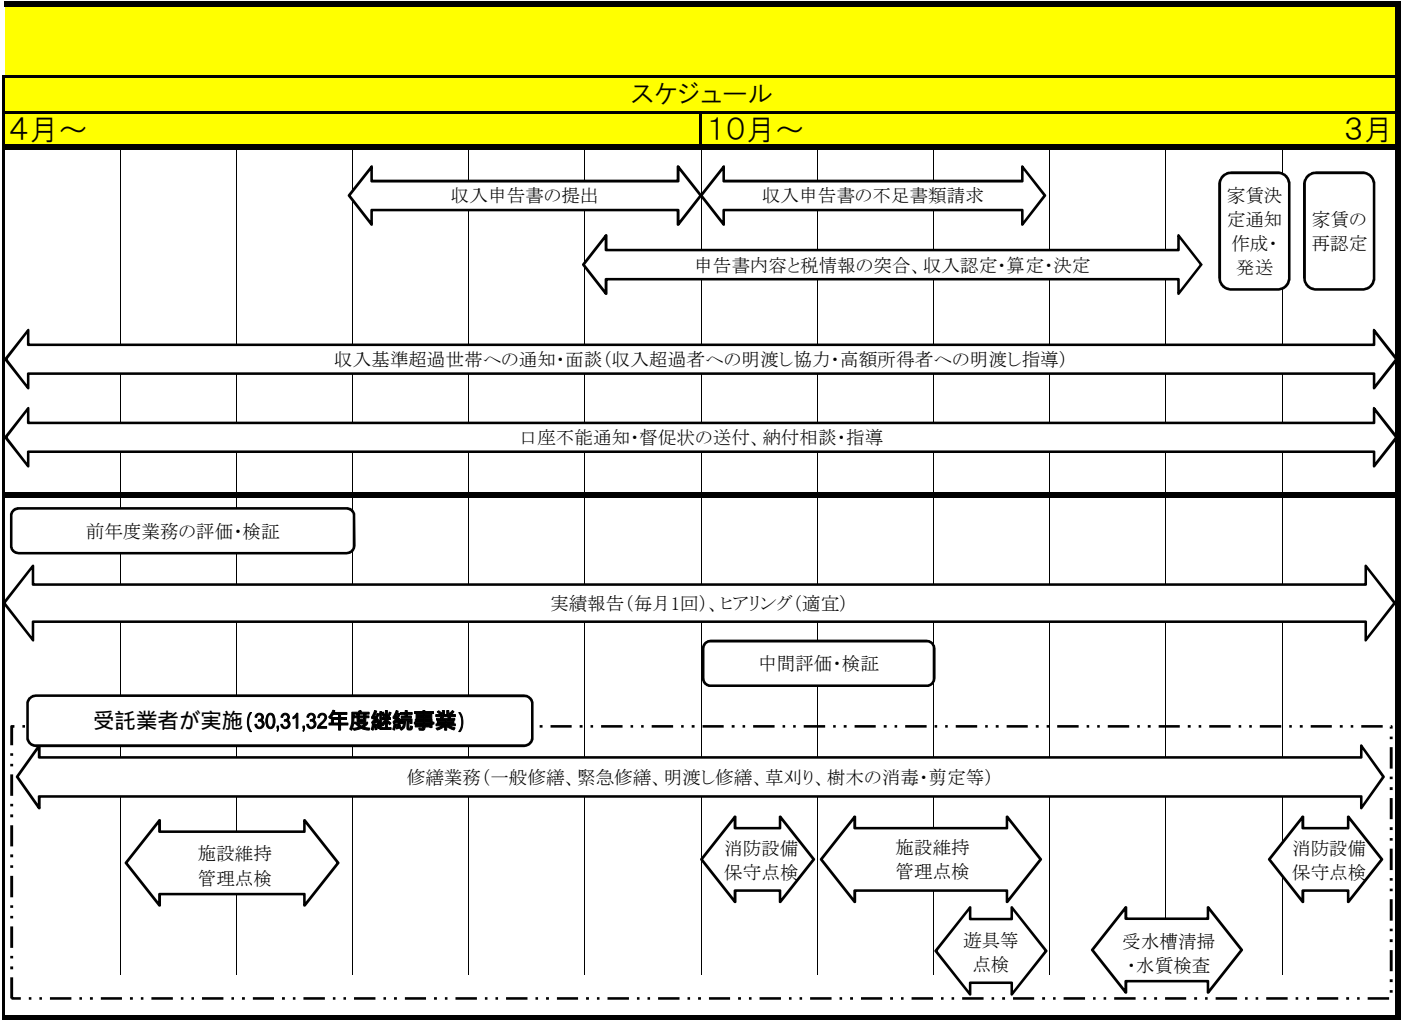 スケジュール
4月～
10月～
3月
収入申告書の提出
収入申告書の不足書類請求
家賃決
定通知
作成・
発送
家賃の
再認定
申告書内容と税情報の突合、収入認定・算定・決定
収入基準超過世帯への通知・面談（収入超過者への明渡し協力・高額所得者への明渡し指導）
口座不能通知・督促状の送付、納付相談・指導
前年度業務の評価・検証
実績報告（毎月1回）、ヒアリング（適宜）
中間評価・検証
受託業者が実施(30,31,32年度継続事業)
修繕業務（一般修繕、緊急修繕、明渡し修繕、草刈り、樹木の消毒・剪定等）
施設維持
管理点検
消防設備
保守点検
施設維持
管理点検
消防設備
保守点検
遊具等
点検
受水槽清掃
・水質検査